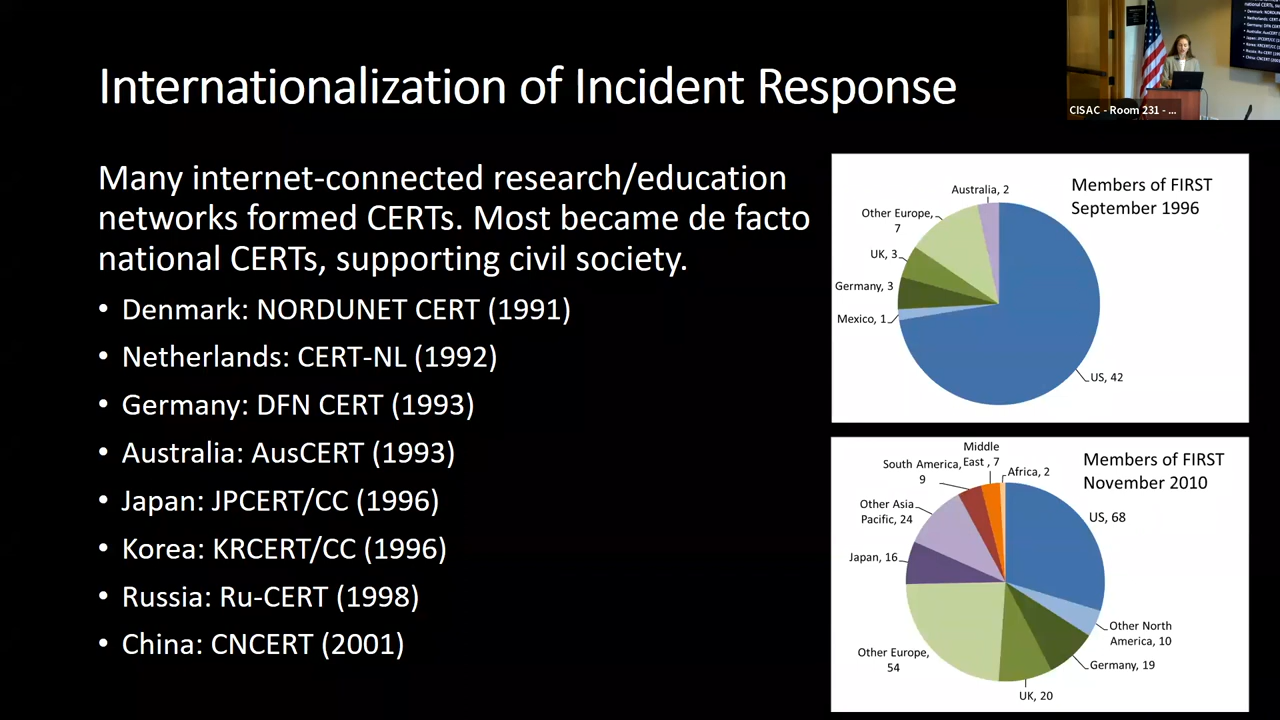 Internationalization of Incident Response
CISAC - Room 231 - ...
Many internet-connected research/education
networks formed CERTs. Most became de facto
national CERTs, supporting civil society.
• Denmark: NORDUNET CERT (1991)
• Netherlands: CERT-NL (1992)
• Germany: DFN CERT (1993)
• Australia: AusCERT (1993)
• Japan: JPCERT/CC (1996)
• Korea: KRCERT/CC (1996)
• Russia: Ru-CERT (1998)
• China: CNCERT (2001)
Members of FIRST
September 1996
Australia, 2
Other Europe,
7
UK, 3
Germany, 3
Mexico, 1
US, 42
Members of FIRST
November 2010
Middle
East , 7
South America,
9
Africa, 2
US, 68
Other Asia
Pacific, 24
Japan, 16
Other North
America, 10
Other Europe,
54
Germany, 19
UK, 20